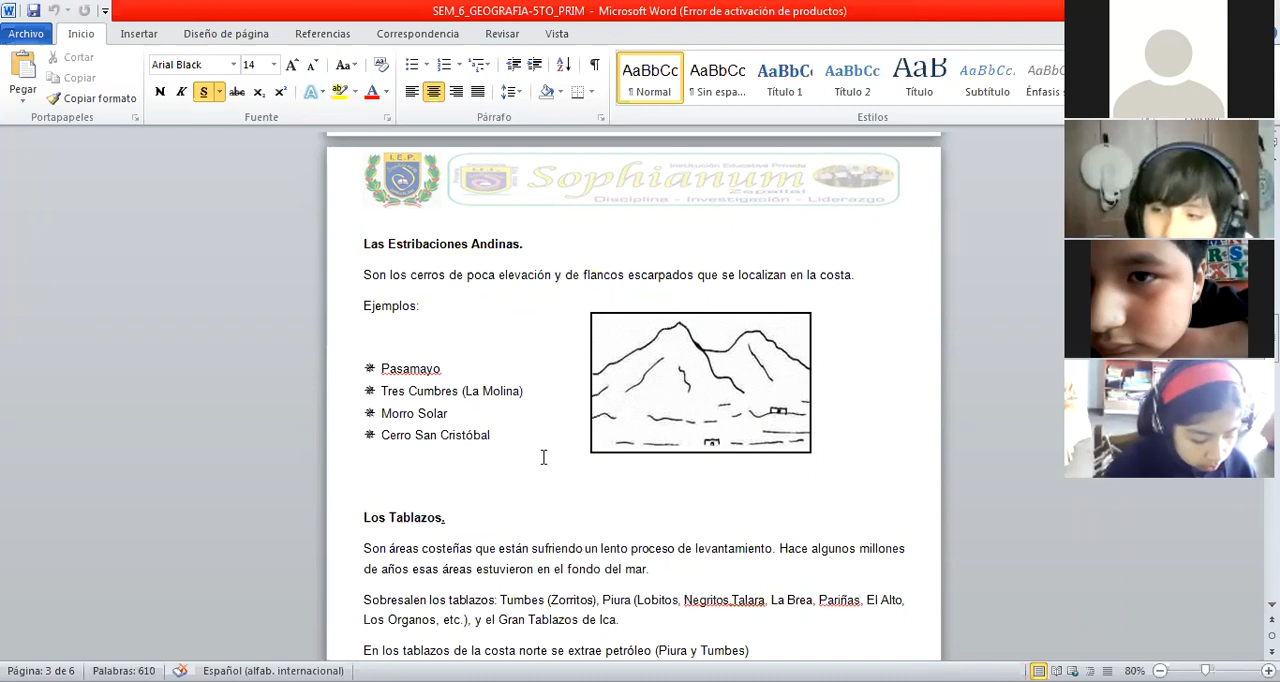 SEM_6_GEOGRAFIA-5TO_PRIM - Microsoft Word (Error de activación de productos)
Archivo Inicio Insertar Diseño de página Referencias Correspondencia Revisar Vista
Pegar
Cortar
Copiar
Copiar formato
Arial Black 14
AaBbCc AaBbCc AaBbC AaBbCc AaB AaBbCc AaBbCc
¶ Normal ¶ Sin espa... Título 1 Título 2 Título Subtítulo Énfasis s
Portapapeles Fuente Párrafo Estilos
I.E.P.
Institución Educativa Privada
Sophianum
Zapallal
Disciplina - Investigación - Liderazgo
Las Estribaciones Andinas.
Son los cerros de poca elevación y de flancos escarpados que se localizan en la costa.
Ejemplos:
Pasamayo
Tres Cumbres (La Molina)
Morro Solar
Cerro San Cristóbal
Los Tablazos.
Son áreas costeñas que están sufriendo un lento proceso de levantamiento. Hace algunos millones
de años esas áreas estuvieron en el fondo del mar.
Sobresalen los tablazos: Tumbes (Zorritos), Piura (Lobitos, Negritos,Talara, La Brea, Pariñas, El Alto,
Los Organos, etc.), y el Gran Tablazos de Ica.
En los tablazos de la costa norte se extrae petróleo (Piura y Tumbes)
Página: 3 de 6 Palabras: 610 Español (alfab. internacional) 80%